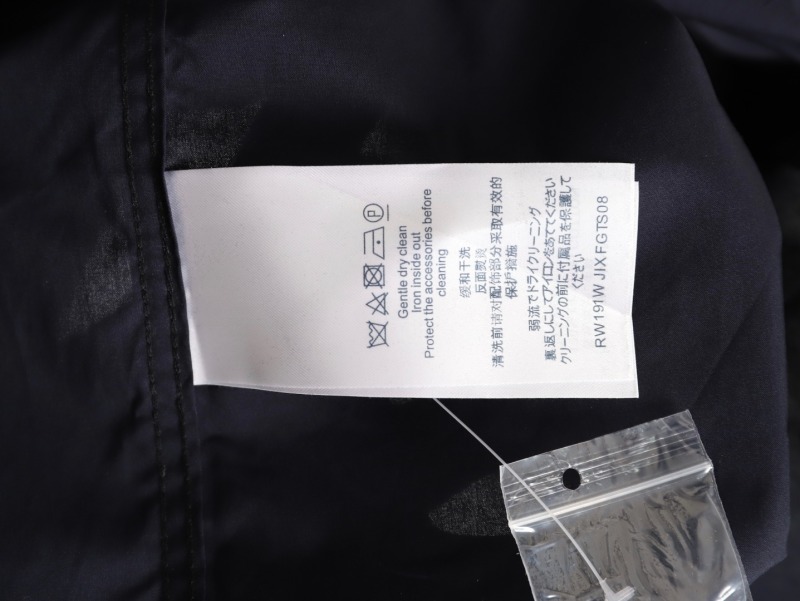 P
Gentle dry clean
Iron inside out
Protect the accessories before
cleaning
缓和干洗
反面熨烫
清洗前请对配饰部分采取有效的
保护措施
弱流でドライクリーニング
裏返しにしてアイロンをあててください
クリーニングの前に付属品を保護して
ください
RW191W JIXFGTS08